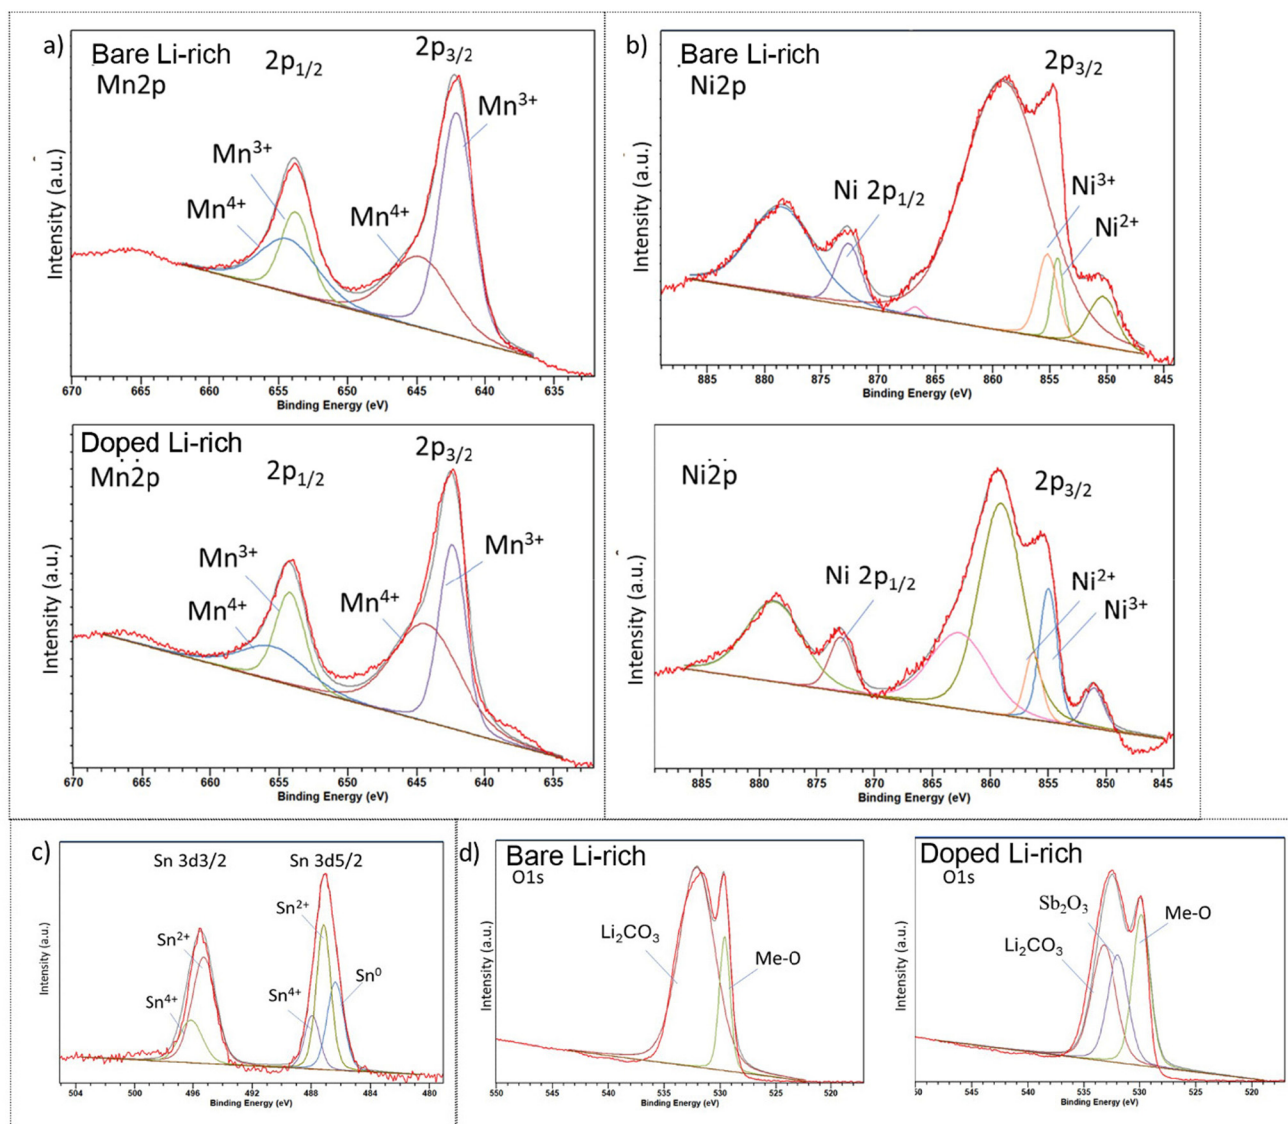 a)
Bare Li-rich
Mn2p
2p1/2
2p3/2
Mn3+
Mn3+
Mn4+
Mn4+
Intensity (a.u.)
670 665 660 655 650 645 640 635
Binding Energy (eV)
b)
Bare Li-rich
Ni2p
2p3/2
Ni 2p1/2
Ni3+
Ni2+
Intensity (a.u.)
885 880 875 870 865 860 855 850 845
Binding Energy (eV)
Doped Li-rich
Mn2p
2p1/2
2p3/2
Mn3+
Mn3+
Mn4+
Mn4+
Intensity (a.u.)
670 665 660 655 650 645 640 635
Binding Energy (eV)
Ni2p
2p3/2
Ni 2p1/2
Ni2+
Ni3+
Intensity (a.u.)
885 880 875 870 865 860 855 850 845
Binding Energy (eV)
c)
Sn 3d3/2
Sn 3d5/2
Sn2+
Sn2+
Sn4+
Sn4+
Sn0
Intensity (a.u.)
504 500 496 492 488 484 480
Binding Energy (eV)
d)
Bare Li-rich
O1s
Li2CO3
Me-O
Intensity (a.u.)
550 540 530 520
Binding Energy (eV)
Doped Li-rich
O1s
Sb2O3
Me-O
Li2CO3
Intensity (a.u.)
550 545 540 535 530 525 520
Binding Energy (eV)